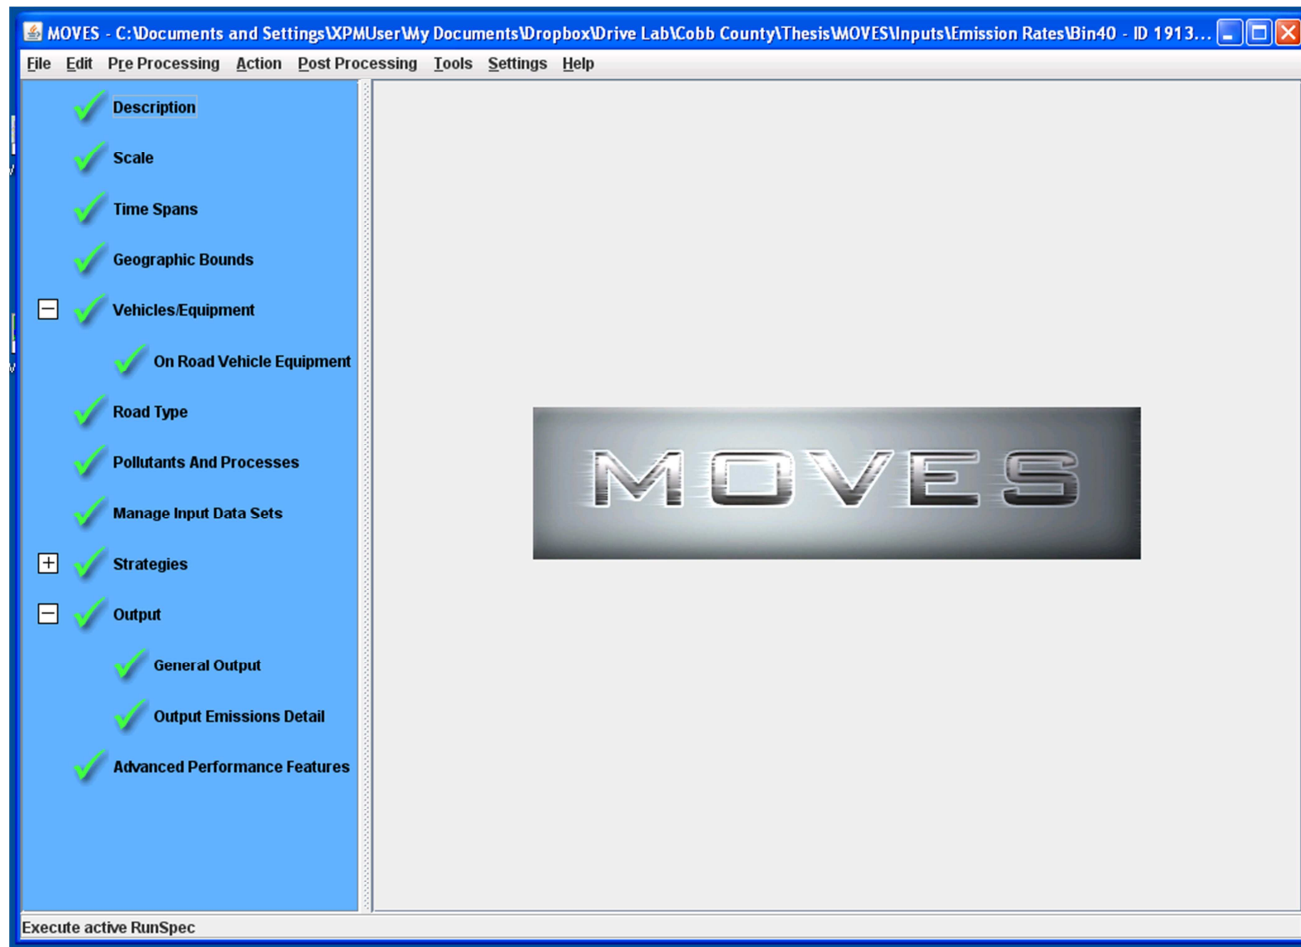 MOVES - C:\Documents and Settings\XPMUser\My Documents\Dropbox\Drive Lab\Cobb County\Thesis\MOVES\Inputs\Emission Rates\Bin40 - ID 1913...
File Edit Pre Processing Action Post Processing Tools Settings Help
Description
Scale
Time Spans
Geographic Bounds
Vehicles/Equipment
On Road Vehicle Equipment
Road Type
Pollutants And Processes
MOVES
Manage Input Data Sets
Strategies
Output
General Output
Output Emissions Detail
Advanced Performance Features
Execute active RunSpec